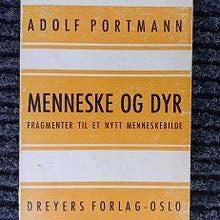 ADOLF PORTMANN
MENNESKE OG DYR
FRAGMENTER TIL ET NYTT MENNESKEBILDE
DREYERS FORLAG-OSLO